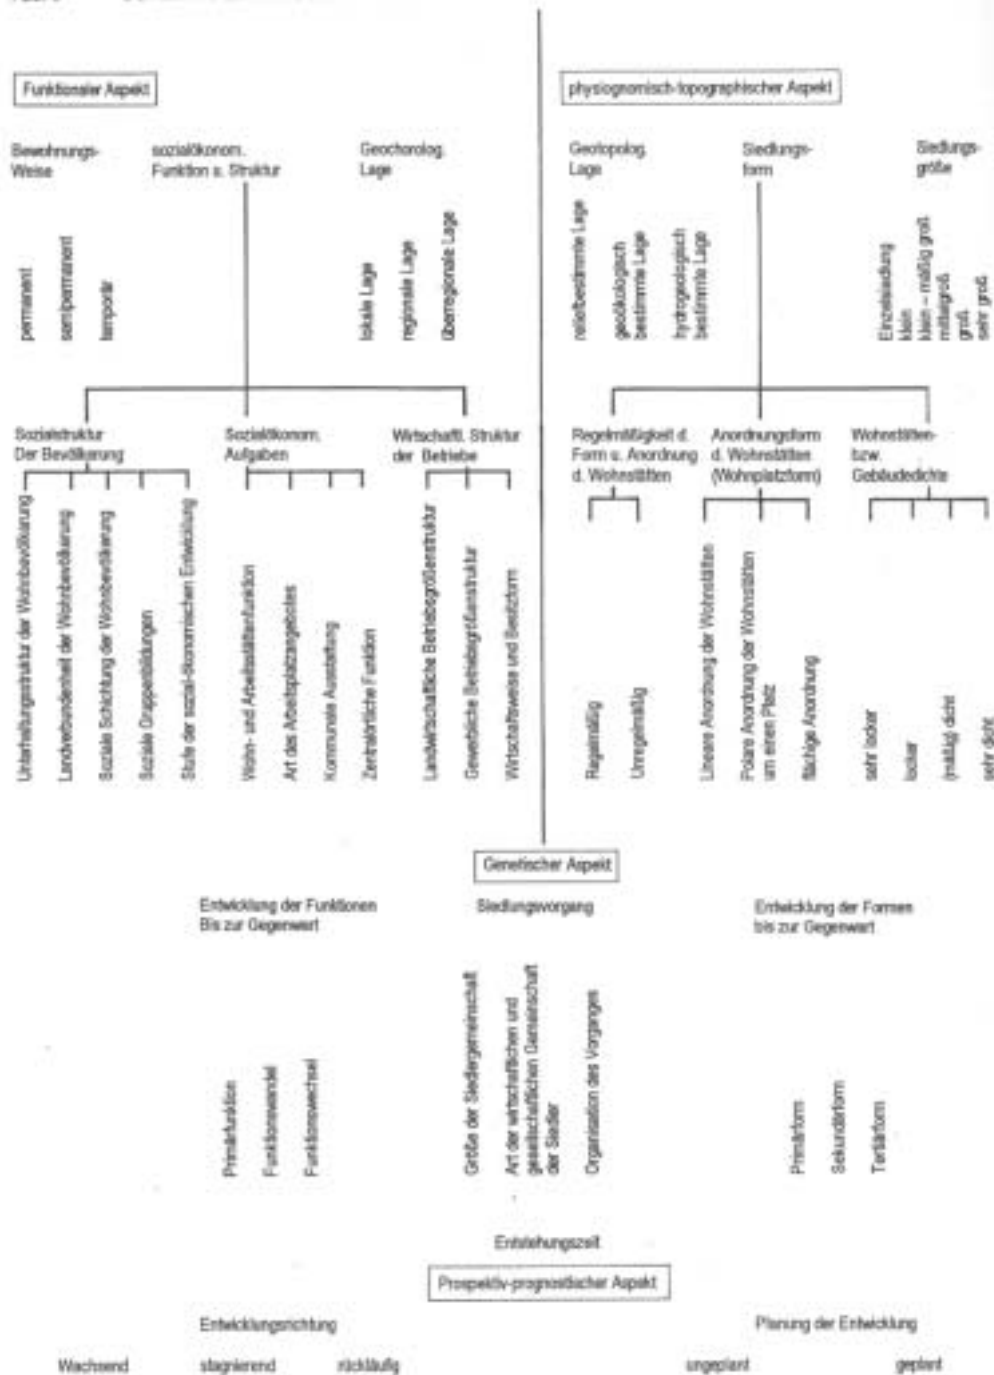 Funktionaler Aspekt
physiognomisch-topographischer Aspekt
Bewohnungs-
Weise
sozialökonom.
Funktion u. Struktur
Geochorolog.
Lage
Geotopolog.
Lage
Siedlungs-
form
Siedlungs-
größe
permanent
semipermanent
temporär
lokale Lage
regionale Lage
überregionale Lage
reliefbestimmte Lage
geoökologisch
bestimmte Lage
hydrogeologisch
bestimmte Lage
Einzelsiedlung
klein
klein – mäßig groß
mittelgroß
groß
sehr groß
Sozialstruktur
Der Bevölkerung
Sozialökonom.
Aufgaben
Wirtschaftl. Struktur
der Betriebe
Regelmäßigkeit d.
Form u. Anordnung
d. Wohnstätten
Anordnungsform
d. Wohnstätten
(Wohnplatzform)
Wohnstätten-
bzw.
Gebäudedichte
Unterhaltungsstruktur der Wohnbevölkerung
Landverbundenheit der Wohnbevölkerung
Soziale Schichtung der Wohnbevölkerung
Soziale Gruppenbildungen
Stufe der sozial-ökonomischen Entwicklung
Wohn- und Arbeitsstättenfunktion
Art des Arbeitsplatzangebotes
Kommunale Ausstattung
Zentralörtliche Funktion
Landwirtschaftliche Betriebsgrößenstruktur
Gewerbliche Betriebsgrößenstruktur
Wirtschaftsweise und Besitzform
Regelmäßig
Unregelmäßig
Lineare Anordnung der Wohnstätten
Polare Anordnung der Wohnstätten
um einen Platz
flächige Anordnung
sehr locker
locker
(mäßig) dicht
sehr dicht
Genetischer Aspekt
Entwicklung der Funktionen
Bis zur Gegenwart
Siedlungsvorgang
Entwicklung der Formen
bis zur Gegenwart
Primärfunktion
Funktionswandel
Funktionswechsel
Größe der Siedlergemeinschaft
Art der wirtschaftlichen und
gesellschaftlichen Gemeinschaft
der Siedler
Organisation des Vorganges
Primärform
Sekundärform
Tertiärform
Entstehungszeit
Prospektiv-prognostischer Aspekt
Entwicklungsrichtung
Planung der Entwicklung
Wachsend
stagnierend
rückläufig
ungeplant
geplant